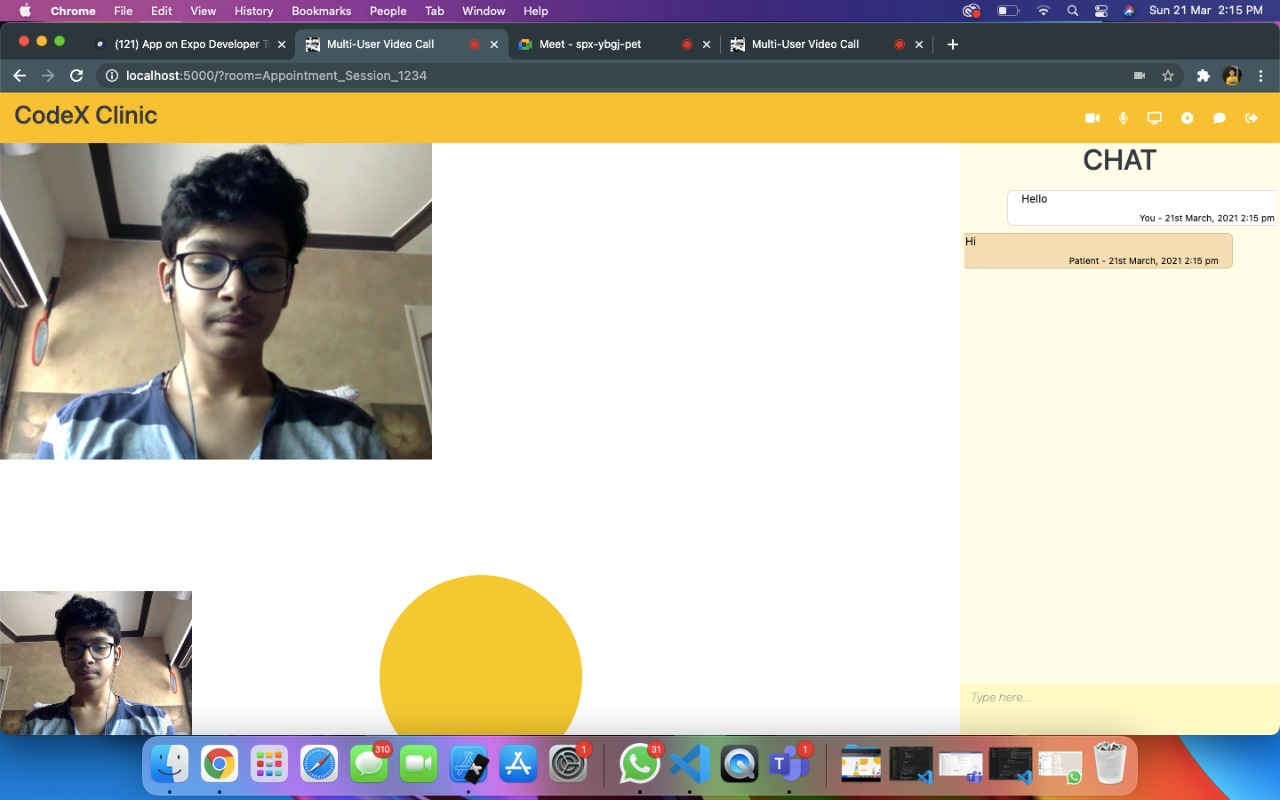 Chrome File Edit View History Bookmarks People Tab Window Help Sun 21 Mar 2:15 PM
(121) App on Expo Developer Multi-User Video Call Meet - spx-ybgj-pet Multi-User Video Call
localhost:5000/?room=Appointment_Session_1234
CodeX Clinic
CHAT
Hello
You - 21st March, 2021 2:15 pm
Hi
Patient - 21st March, 2021 2:15 pm
Type here...
310 1 31 1